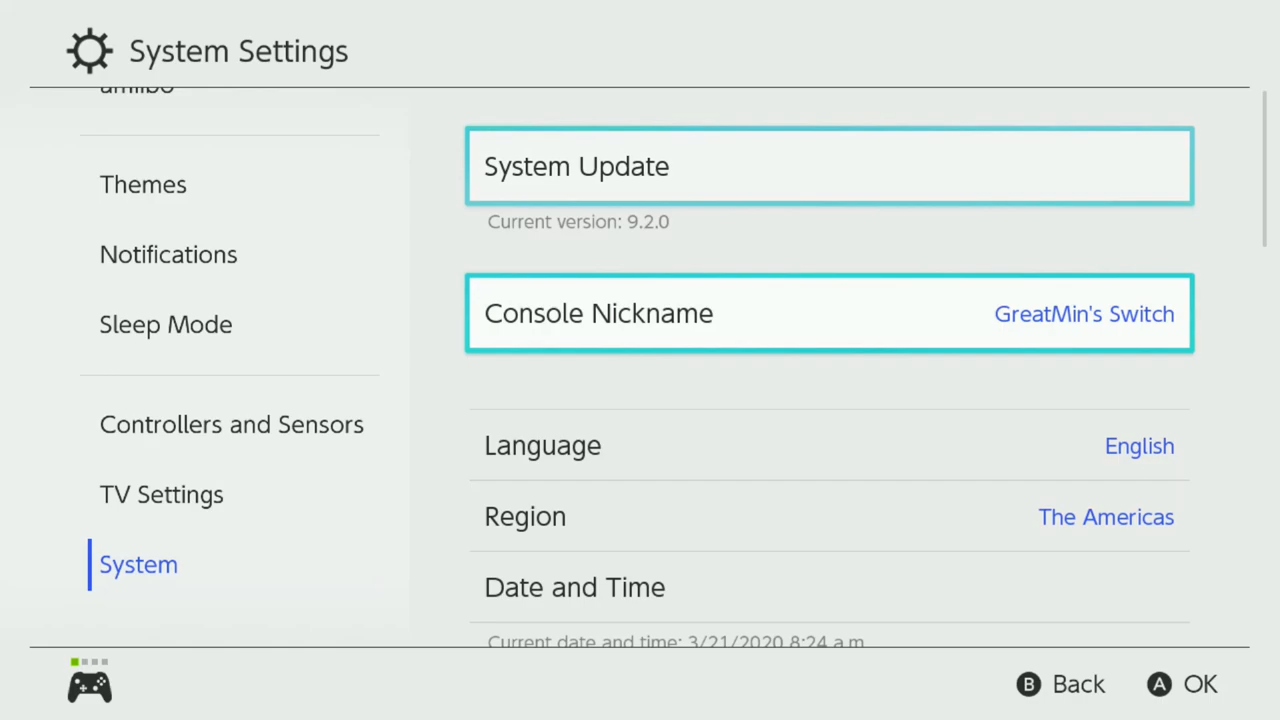 System Settings
amiibo
Themes
Notifications
Sleep Mode
Controllers and Sensors
TV Settings
System
System Update
Current version: 9.2.0
Console Nickname GreatMin's Switch
Language English
Region The Americas
Date and Time
Current date and time: 3/21/2020 8:24 a.m.
B Back A OK